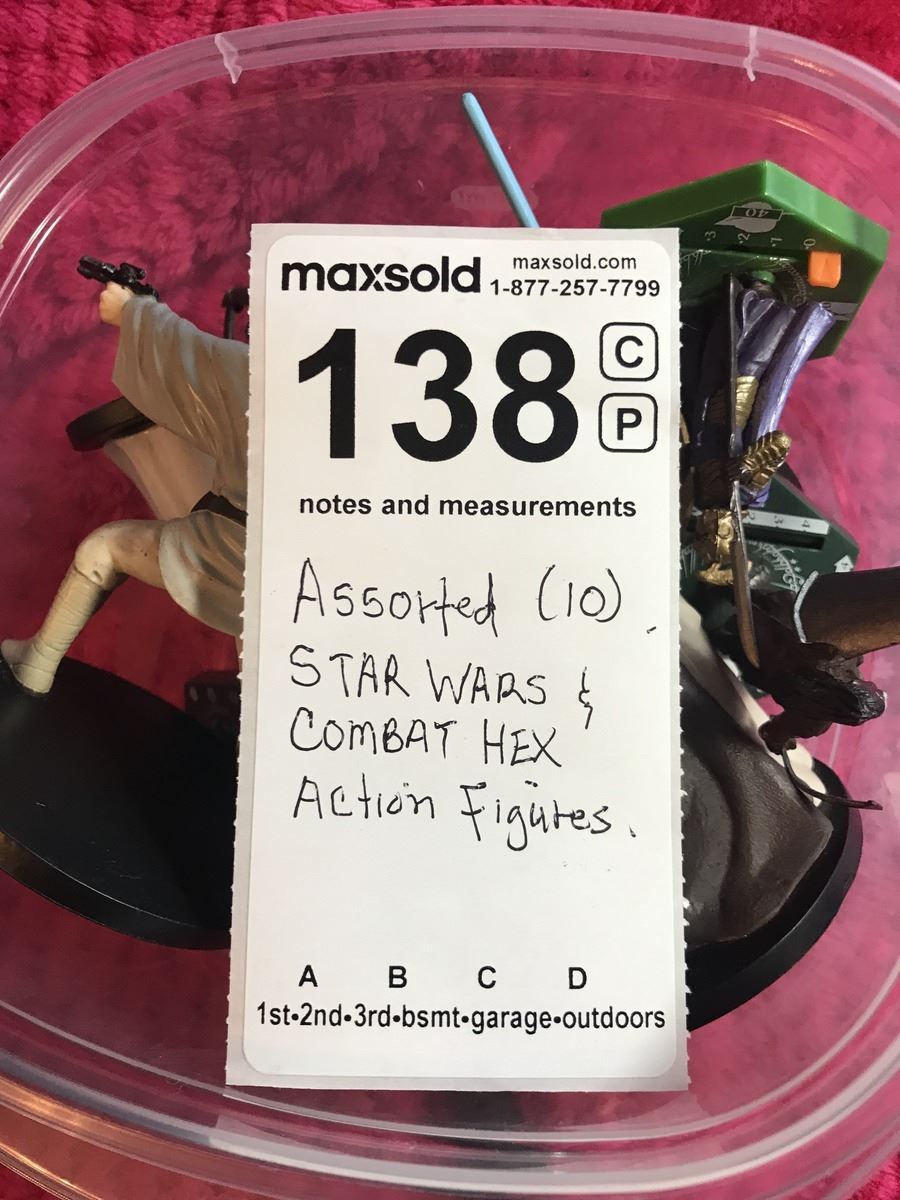 maxsold
maxsold.com
1-877-257-7799
138
C
P
notes and measurements
Assorted (10)
STAR WARS &
COMBAT HEX
Action Figures.
A B C D
1st•2nd•3rd•bsmt•garage•outdoors
40